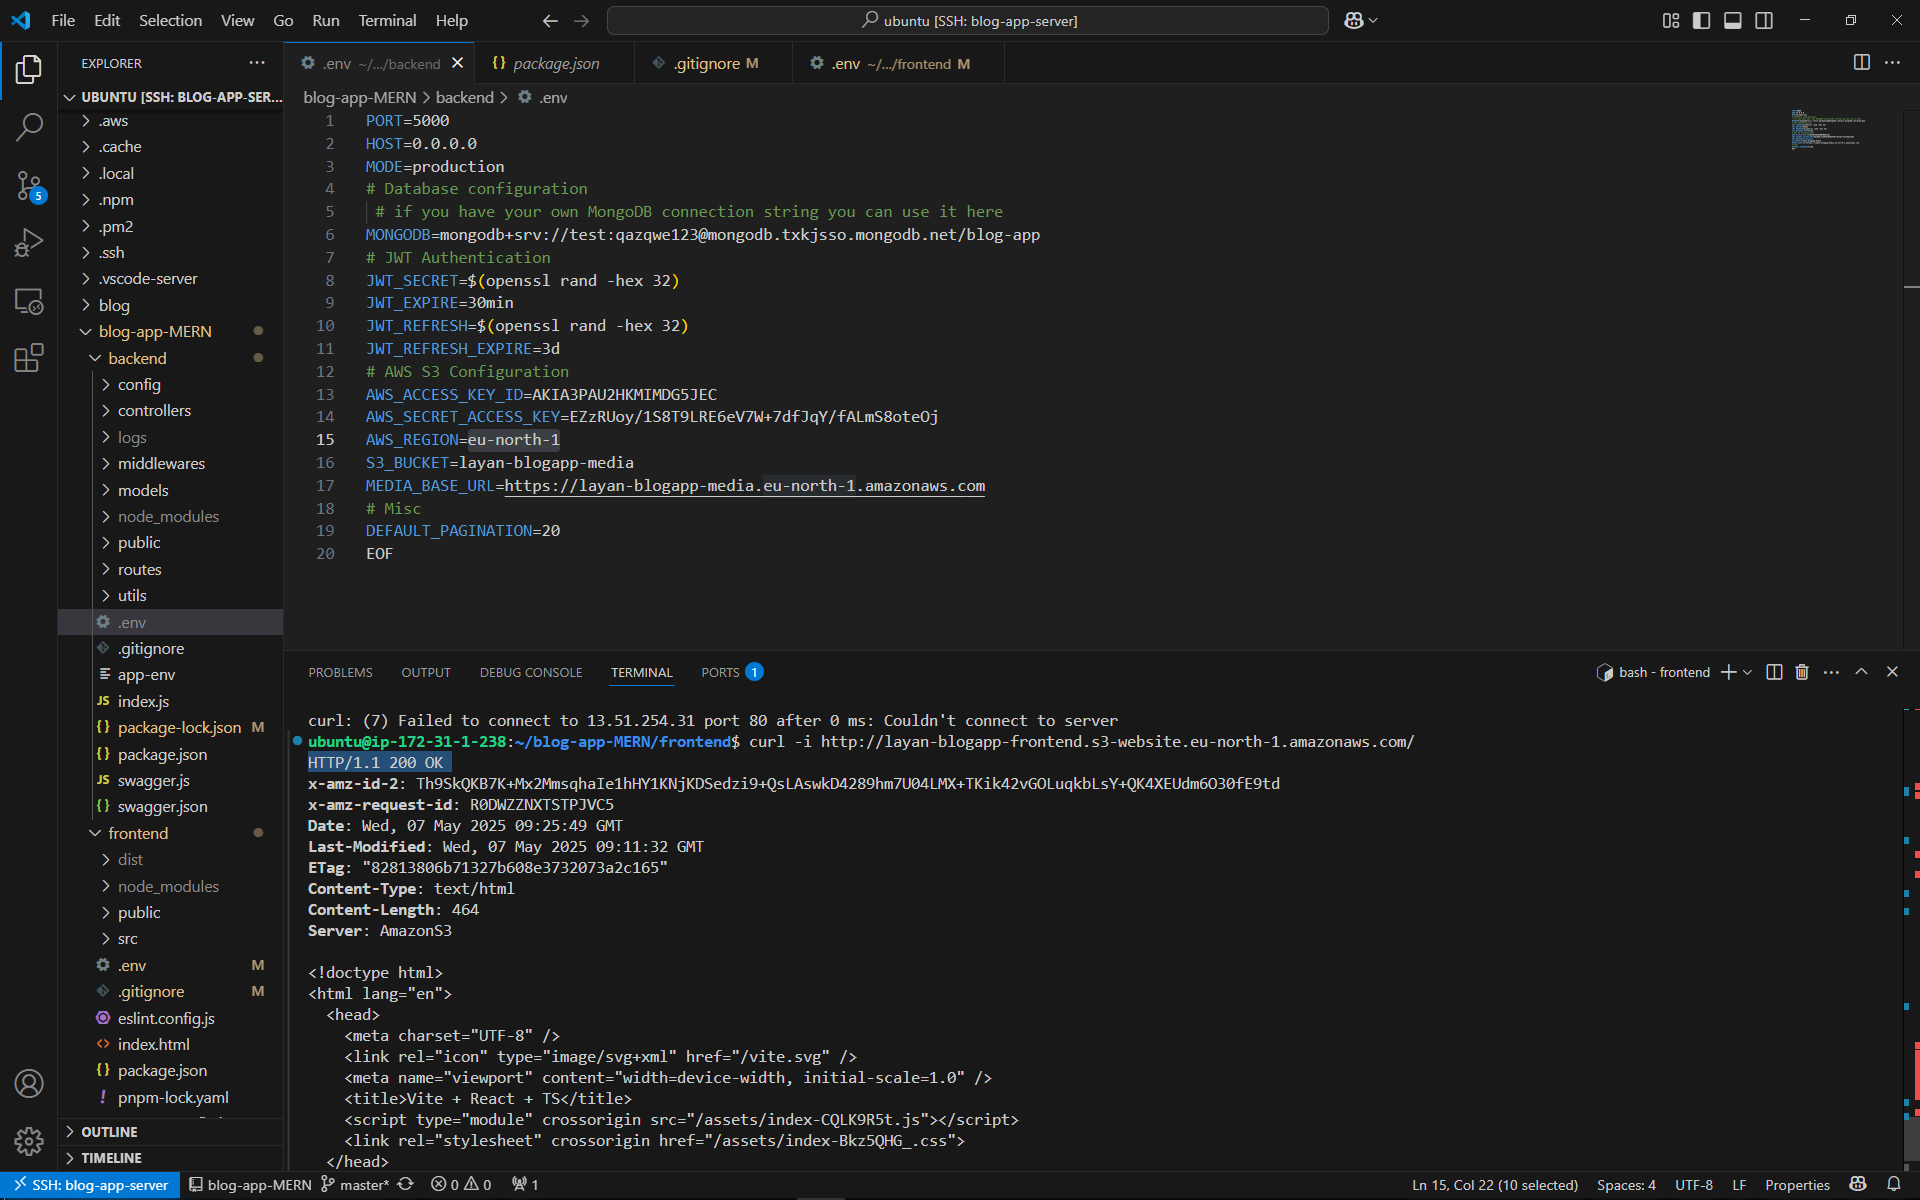 File Edit Selection View Go Run Terminal Help
ubuntu [SSH: blog-app-server]
EXPLORER
UBUNTU [SSH: BLOG-APP-SER...
.aws
.cache
.local
.npm
.pm2
.ssh
.vscode-server
blog
blog-app-MERN
backend
config
controllers
logs
middlewares
models
node_modules
public
routes
utils
.env
.gitignore
app-env
JS index.js
{} package-lock.json M
{} package.json
JS swagger.js
{} swagger.json
frontend
dist
node_modules
public
src
.env M
.gitignore M
eslint.config.js
<> index.html
{} package.json
! pnpm-lock.yaml
OUTLINE
TIMELINE
5
.env ~/.../backend
{} package.json
.gitignore M
.env ~/.../frontend M
blog-app-MERN > backend > .env
1 PORT=5000
2 HOST=0.0.0.0
3 MODE=production
4 # Database configuration
5 # if you have your own MongoDB connection string you can use it here
6 MONGODB=mongodb+srv://test:qazqwe123@mongodb.txkjsso.mongodb.net/blog-app
7 # JWT Authentication
8 JWT_SECRET=$(openssl rand -hex 32)
9 JWT_EXPIRE=30min
10 JWT_REFRESH=$(openssl rand -hex 32)
11 JWT_REFRESH_EXPIRE=3d
12 # AWS S3 Configuration
13 AWS_ACCESS_KEY_ID=AKIA3PAU2HKMIMDG5JEC
14 AWS_SECRET_ACCESS_KEY=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
15 AWS_REGION=eu-north-1
16 S3_BUCKET=layan-blogapp-media
17 MEDIA_BASE_URL=https://layan-blogapp-media.eu-north-1.amazonaws.com
18 # Misc
19 DEFAULT_PAGINATION=20
20 EOF
PROBLEMS OUTPUT DEBUG CONSOLE TERMINAL PORTS 1
bash - frontend
curl: (7) Failed to connect to 13.51.254.31 port 80 after 0 ms: Couldn't connect to server
ubuntu@ip-172-31-1-238:~/blog-app-MERN/frontend$ curl -i http://layan-blogapp-frontend.s3-website.eu-north-1.amazonaws.com/
HTTP/1.1 200 OK
x-amz-id-2: Th9SkQKB7K+Mx2MmsqhaIe1hHY1KNjKDSedzi9+QsLAswkD4289hm7U04LMX+TKik42vGOLuqkbLsY+QK4XEUdm6O30fE9td
x-amz-request-id: R0DWZZNXTSTPJVC5
Date: Wed, 07 May 2025 09:25:49 GMT
Last-Modified: Wed, 07 May 2025 09:11:32 GMT
ETag: "82813806b71327b608e3732073a2c165"
Content-Type: text/html
Content-Length: 464
Server: AmazonS3
<!doctype html>
<html lang="en">
<head>
<meta charset="UTF-8" />
<link rel="icon" type="image/svg+xml" href="/vite.svg" />
<meta name="viewport" content="width=device-width, initial-scale=1.0" />
<title>Vite + React + TS</title>
<script type="module" crossorigin src="/assets/index-CQLK9R5t.js"></script>
<link rel="stylesheet" crossorigin href="/assets/index-Bkz5QHG_.css">
</head>
SSH: blog-app-server blog-app-MERN master* 0 0 1
Ln 15, Col 22 (10 selected) Spaces: 4 UTF-8 LF Properties